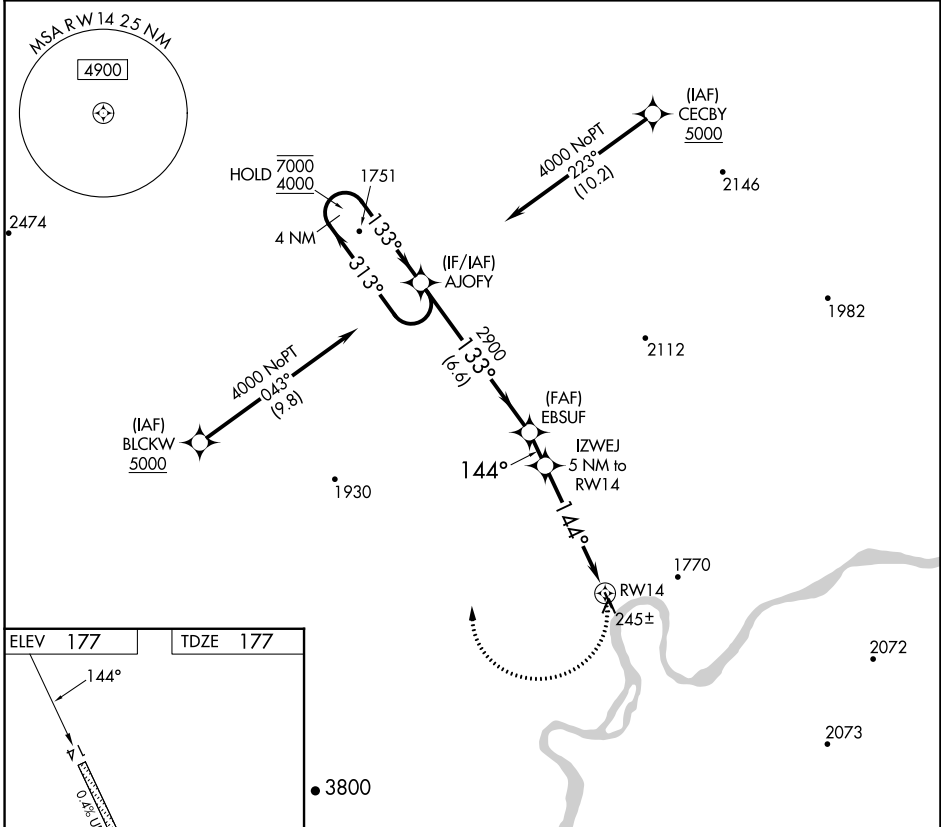 MSA RW14 25 NM
4900
(IAF)
CECBY
5000
4000 NoPT
223°
(10.2)
2146
HOLD 7000
4000
1751
4 NM
133°
313°
2474
(IF/IAF)
AJOFY
1982
2112
2900
133°
(6.6)
4000 NoPT
043°
(9.8)
(IAF)
BLCKW
5000
(FAF)
EBSUF
IZWEJ
5 NM to
RW14
144°
1930
144°
1770
RW14
245±
ELEV 177
TDZE 177
144°
14
2072
2073
3800
0.4%